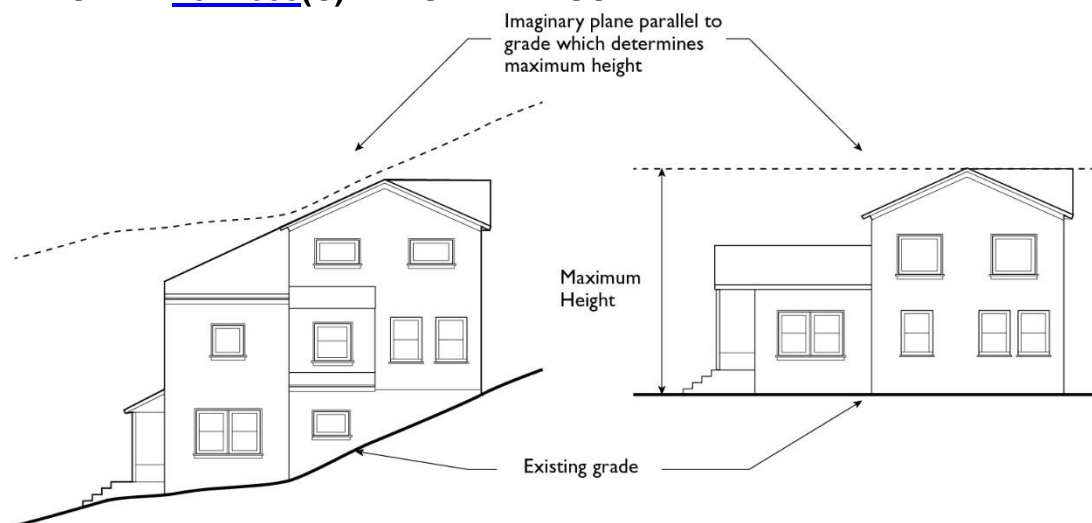 Imaginary plane parallel to
grade which determines
maximum height
Maximum
Height
Existing grade